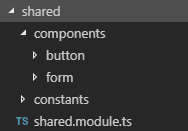 shared
components
button
form
constants
TS shared.module.ts